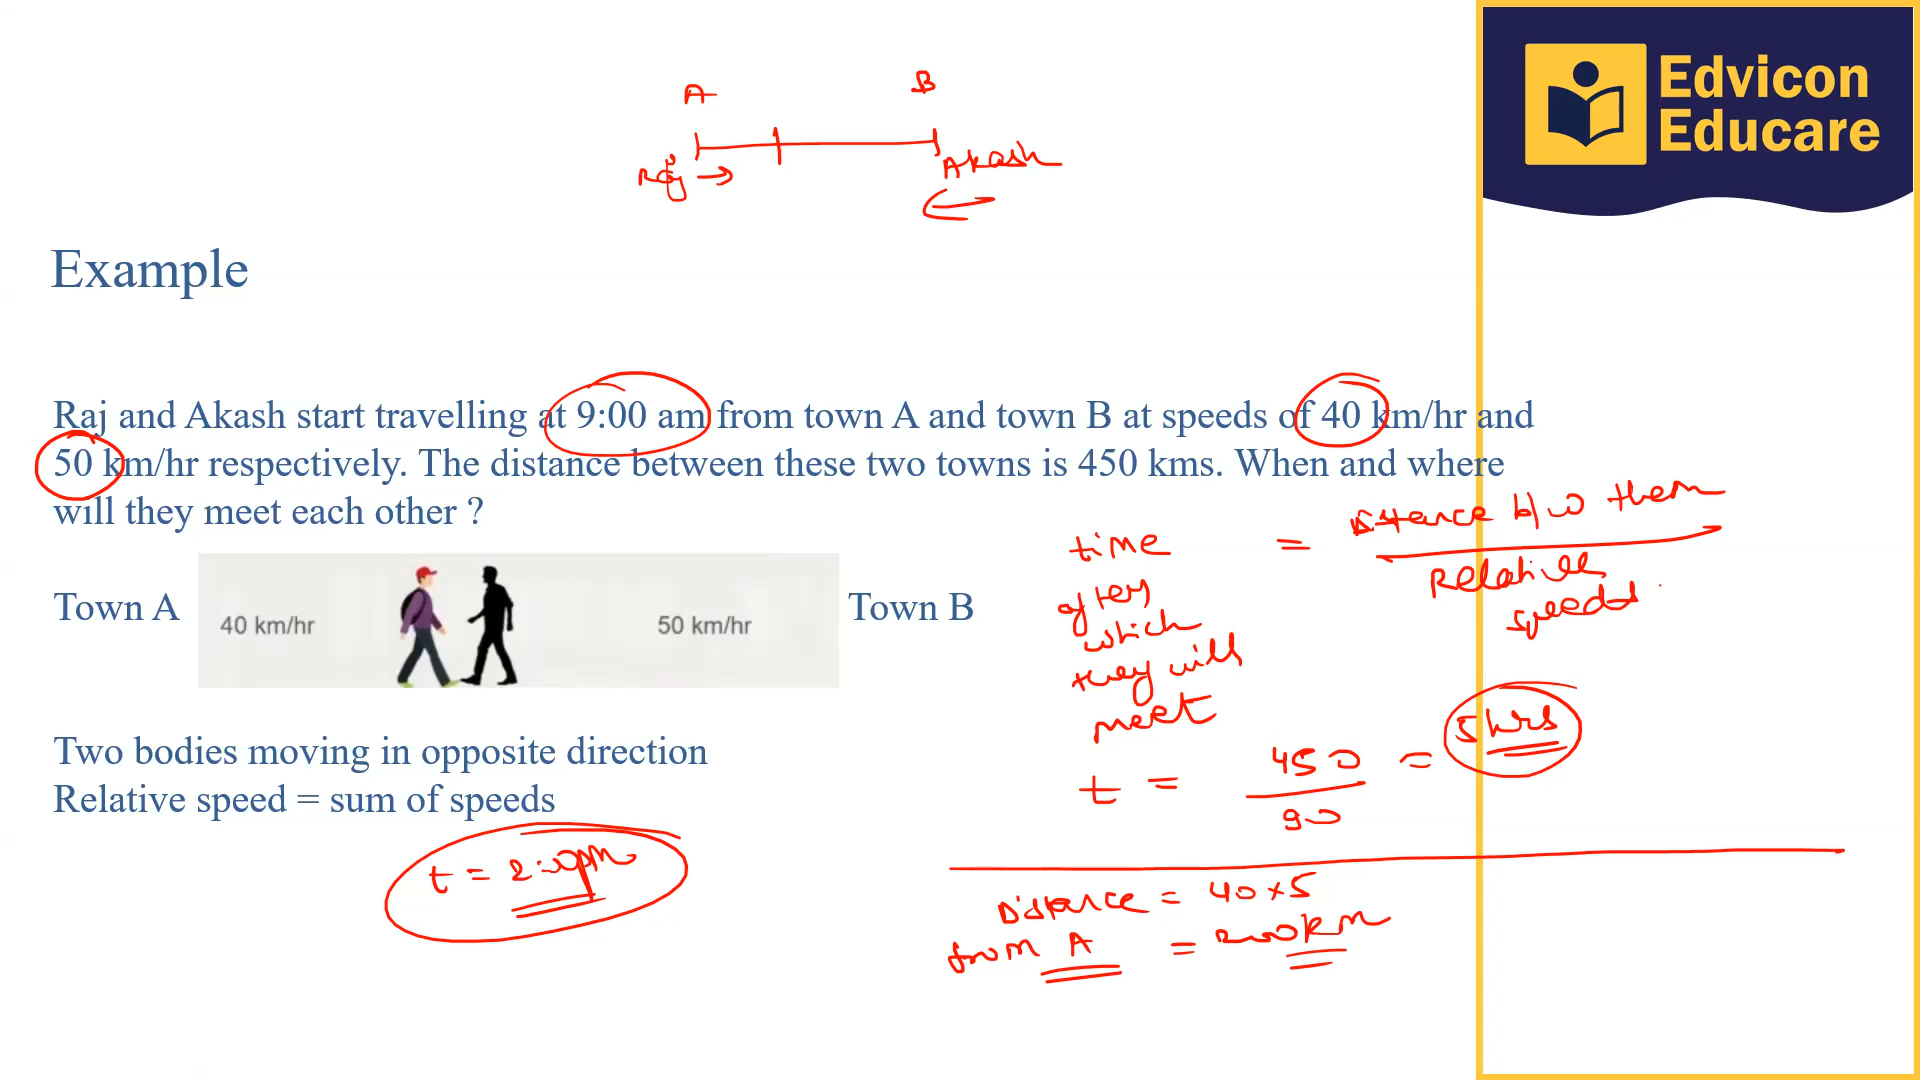 A
B
Raj →
Akash
Edvicon
Educare
Example
Raj and Akash start travelling at 9:00 am from town A and town B at speeds of 40 km/hr and
50 km/hr respectively. The distance between these two towns is 450 kms. When and where
will they meet each other ?
Town A
40 km/hr
50 km/hr
Town B
time
after
which
they will
meet
=
Distance b/w them
Relative
speeds
Two bodies moving in opposite direction
Relative speed = sum of speeds
t = 450
90
= 5 hrs
t = 2:00pm
Distance = 40 × 5
from A = 200km